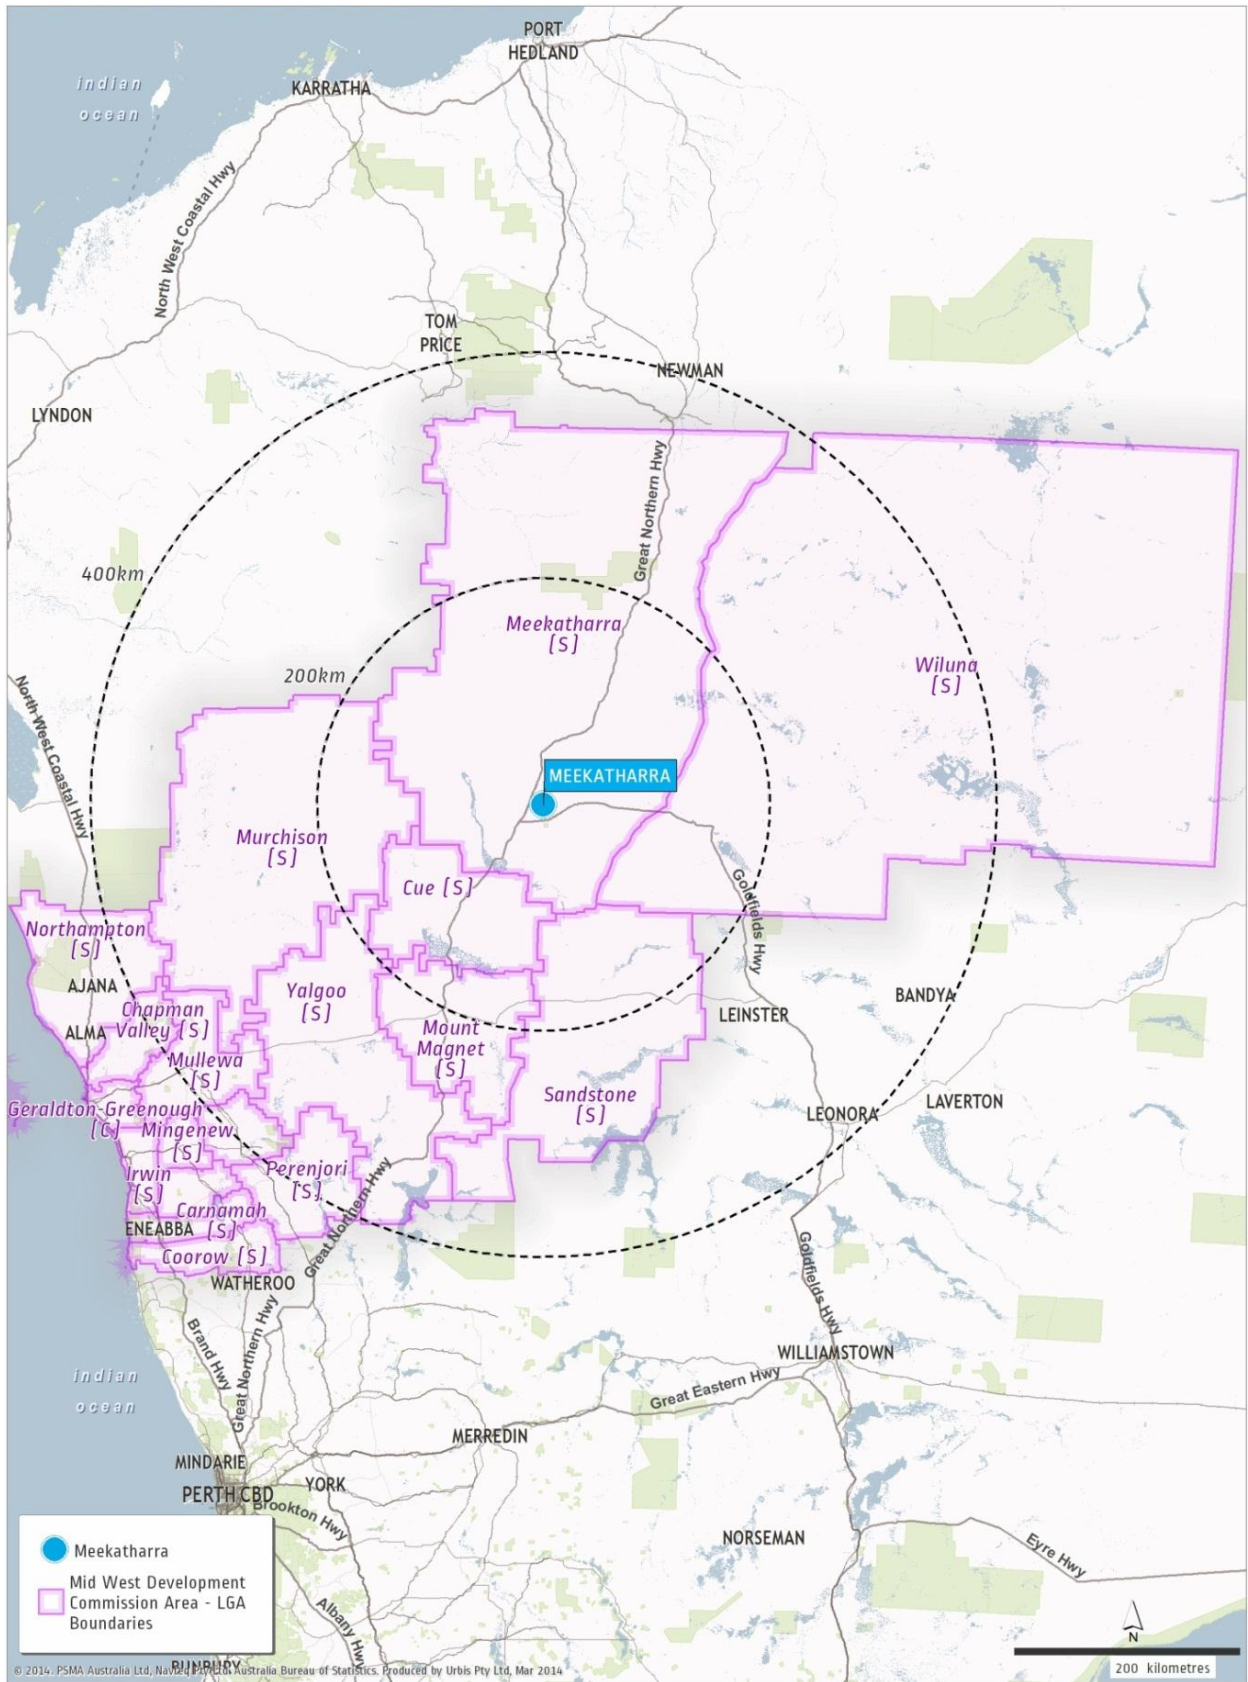 PORT
HEDLAND
indian
ocean
KARRATHA
North West Coastal Hwy
TOM
PRICE
NEWMAN
LYNDON
Great Northern Hwy
400km
Meekatharra
[S]
200km
Wiluna
[S]
North West Coastal Hwy
MEEKATHARRA
Murchison
[S]
Cue [S]
Goldfields Hwy
Northampton
[S]
AJANA
Yalgoo
[S]
BANDYA
Chapman
Valley [S]
LEINSTER
ALMA
Mount
Magnet
[S]
Mullewa
[S]
Sandstone
[S]
Geraldton-Greenough
[C]
Mingenew
[S]
LEONORA
LAVERTON
Irwin
[S]
Perenjori
[S]
Carnamah
[S]
ENEABBA
Coorow [S]
Great Northern Hwy
WATHEROO
Goldfields Hwy
Brand Hwy
Great Northern Hwy
WILLIAMSTOWN
indian
ocean
Great Eastern Hwy
MERREDIN
MINDARIE
YORK
PERTH CBD
Brookton Hwy
NORSEMAN
Eyre Hwy
Meekatharra
Mid West Development
Commission Area - LGA
Boundaries
Albany Hwy
N
BUNBURY
200 kilometres
© 2014. PSMA Australia Ltd, Navteq Pty Ltd, Australia Bureau of Statistics. Produced by Urbis Pty Ltd, Mar 2014